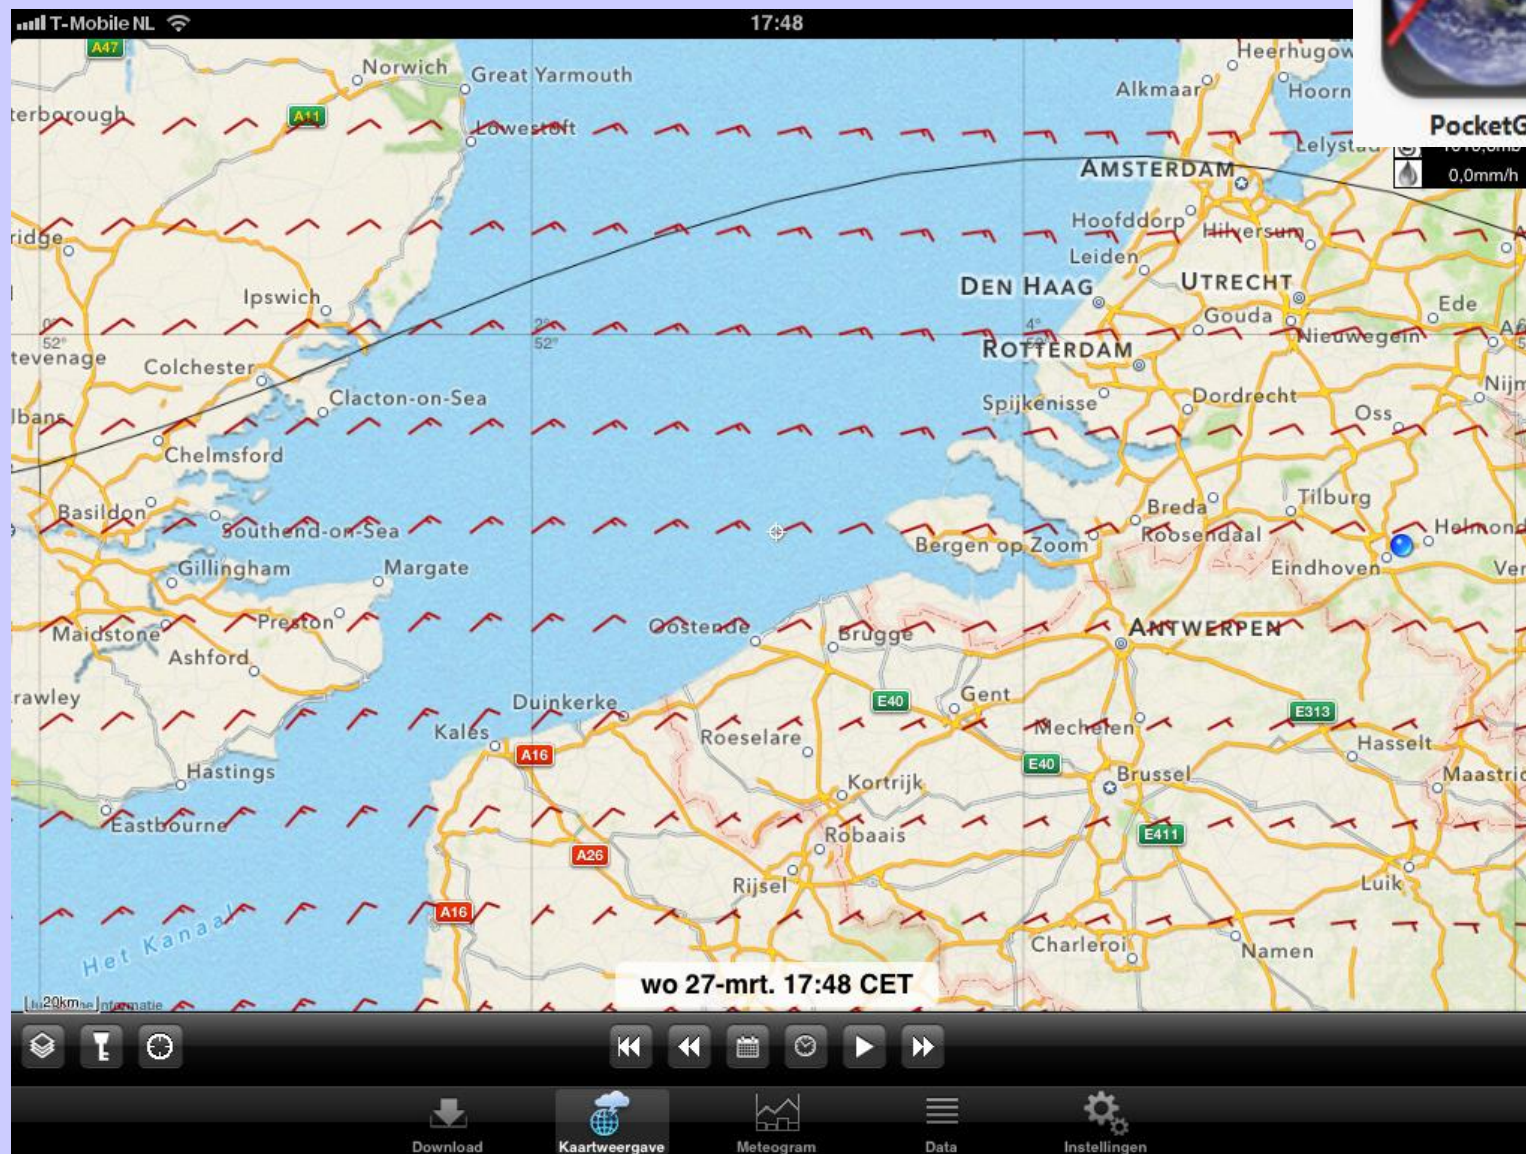 T-Mobile NL
17:48
PocketG
0,0mm/h
A47
Norwich
Great Yarmouth
Heerhugow
Alkmaar
Hoorn
terborough
A11
Lowestoft
Lelystad
AMSTERDAM
Hoofddorp
Hilversum
ridge
Leiden
DEN HAAG
UTRECHT
Ipswich
Ede
Gouda
0°
2°
4°
52°
52°
Nieuwegein
tevenage
ROTTERDAM
Colchester
Nijm
Clacton-on-Sea
Spijkenisse
Dordrecht
Oss
lbans
Chelmsford
Basildon
Breda
Tilburg
Southend-on-Sea
Roosendaal
Helmond
Bergen op Zoom
Gillingham
Margate
Eindhoven
Ver
Preston
Oostende
Brugge
ANTWERPEN
Maidstone
Ashford
rawley
Duinkerke
E40
Gent
E313
Kales
Roeselare
Mechelen
Hasselt
A16
E40
Hastings
Kortrijk
Brussel
Maastric
Eastbourne
Robaais
E411
A26
Rijsel
Luik
A16
Het Kanaal
Charleroi
Namen
wo 27-mrt. 17:48 CET
20km
Download
Kaartweergave
Meteogram
Data
Instellingen